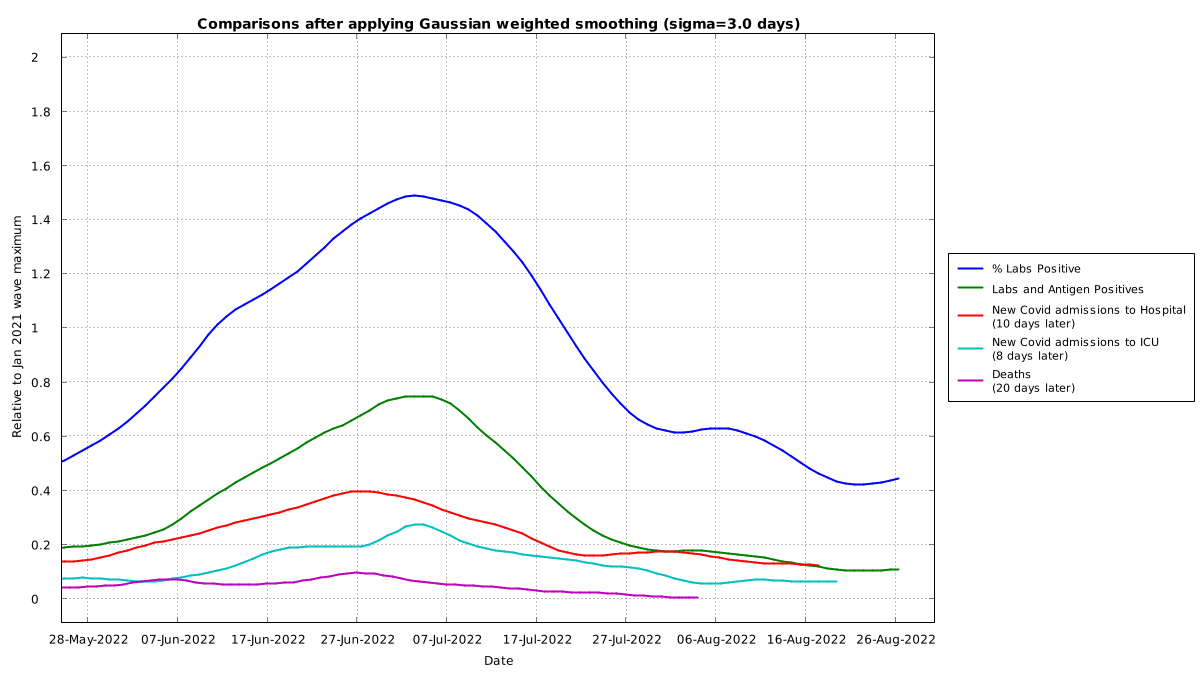 Comparisons after applying Gaussian weighted smoothing (sigma=3.0 days)
Relative to Jan 2021 wave maximum
2
1.8
1.6
1.4
1.2
1
0.8
0.6
0.4
0.2
0
28-May-2022 07-Jun-2022 17-Jun-2022 27-Jun-2022 07-Jul-2022 17-Jul-2022 27-Jul-2022 06-Aug-2022 16-Aug-2022 26-Aug-2022
Date
% Labs Positive
Labs and Antigen Positives
New Covid admissions to Hospital
(10 days later)
New Covid admissions to ICU
(8 days later)
Deaths
(20 days later)